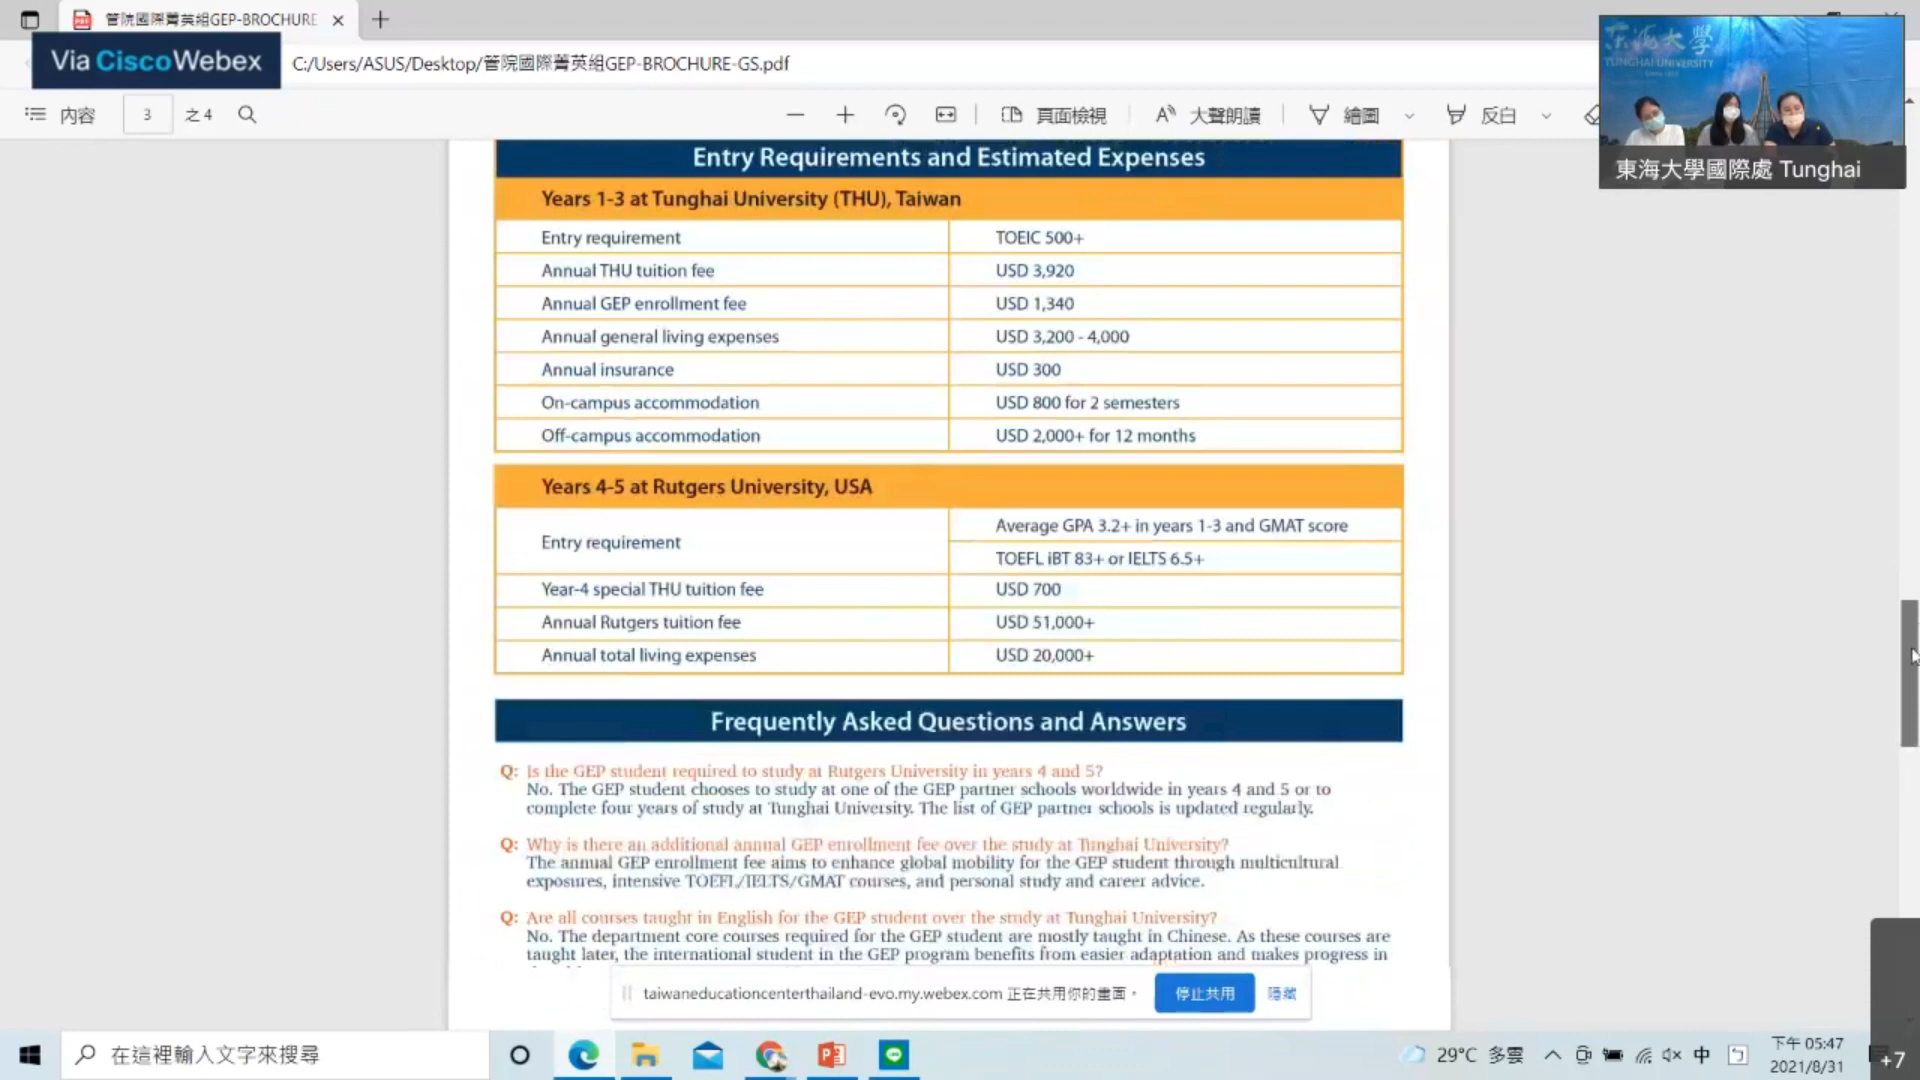 管院國際菁英組GEP-BROCHURE
Via CiscoWebex
C:/Users/ASUS/Desktop/管院國際菁英組GEP-BROCHURE-GS.pdf
內容
3
之 4
頁面檢視
大聲朗讀
繪圖
反白
東海大學
TUNGHAI UNIVERSITY
東海大學國際處 Tunghai
Entry Requirements and Estimated Expenses
Years 1-3 at Tunghai University (THU), Taiwan
Entry requirement TOEIC 500+
Annual THU tuition fee USD 3,920
Annual GEP enrollment fee USD 1,340
Annual general living expenses USD 3,200 - 4,000
Annual insurance USD 300
On-campus accommodation USD 800 for 2 semesters
Off-campus accommodation USD 2,000+ for 12 months
Years 4-5 at Rutgers University, USA
Entry requirement
Average GPA 3.2+ in years 1-3 and GMAT score
TOEFL iBT 83+ or IELTS 6.5+
Year-4 special THU tuition fee USD 700
Annual Rutgers tuition fee USD 51,000+
Annual total living expenses USD 20,000+
Frequently Asked Questions and Answers
Q: Is the GEP student required to study at Rutgers University in years 4 and 5?
No. The GEP student chooses to study at one of the GEP partner schools worldwide in years 4 and 5 or to
complete four years of study at Tunghai University. The list of GEP partner schools is updated regularly.
Q: Why is there an additional annual GEP enrollment fee over the study at Tunghai University?
The annual GEP enrollment fee aims to enhance global mobility for the GEP student through multicultural
exposures, intensive TOEFL/IELTS/GMAT courses, and personal study and career advice.
Q: Are all courses taught in English for the GEP student over the study at Tunghai University?
No. The department core courses required for the GEP student are mostly taught in Chinese. As these courses are
taught later, the international student in the GEP program benefits from easier adaptation and makes progress in
taiwaneducationcenterthailand-evo.my.webex.com 正在共用你的畫面。
停止共用
隱藏
在這裡輸入文字來搜尋
29°C 多雲
中
下午 05:47
2021/8/31
+7